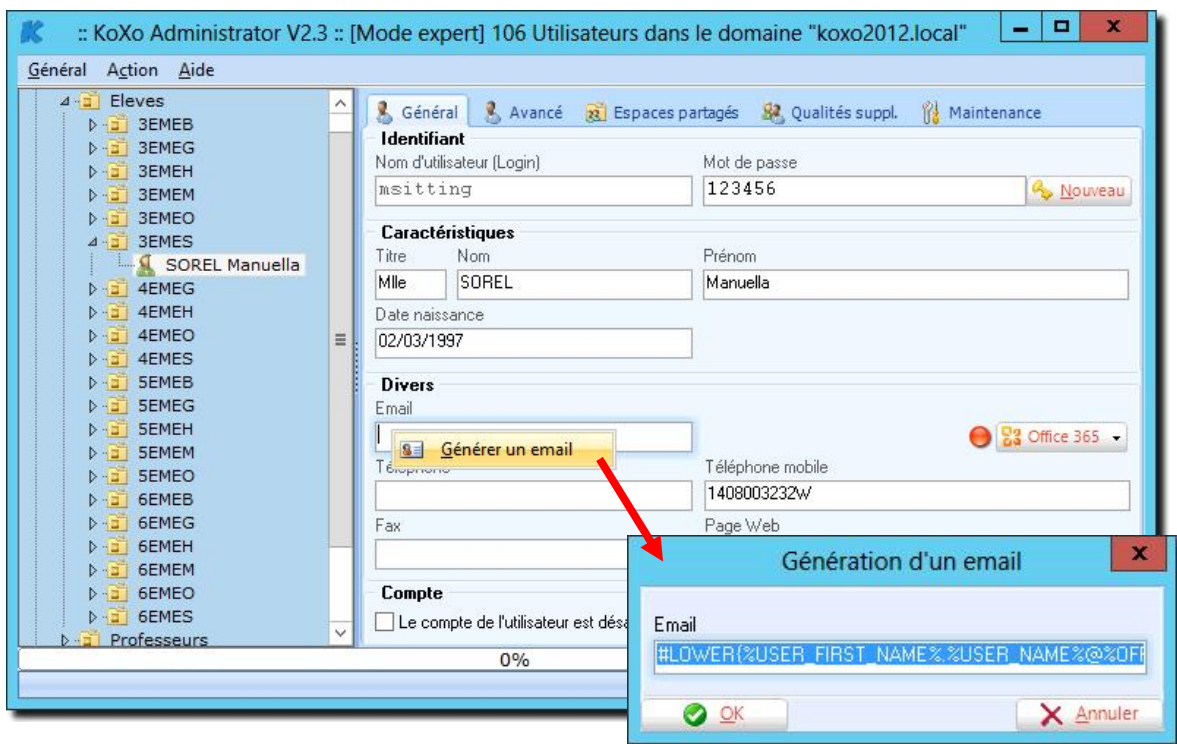 :: KoXo Administrator V2.3 :: [Mode expert] 106 Utilisateurs dans le domaine "koxo2012.local"
Général Action Aide
Eleves
3EMEB
3EMEG
3EMEH
3EMEM
3EMEO
3EMES
SOREL Manuella
4EMEG
4EMEH
4EMEO
4EMES
5EMEB
5EMEG
5EMEH
5EMEM
5EMEO
6EMEB
6EMEG
6EMEH
6EMEM
6EMEO
6EMES
Professeurs
Général Avancé Espaces partagés Qualités suppl. Maintenance
Identifiant
Nom d'utilisateur (Login) Mot de passe
msitting 123456 Nouveau
Caractéristiques
Titre Nom Prénom
Mlle SOREL Manuella
Date naissance
02/03/1997
Divers
Email
Générer un email Office 365
Téléphone Téléphone mobile
1408003232W
Fax Page Web
Compte
Le compte de l'utilisateur est désa
0%
Génération d'un email
Email
#LOWER{%USER_FIRST_NAME%.%USER_NAME%@%OFF
OK Annuler